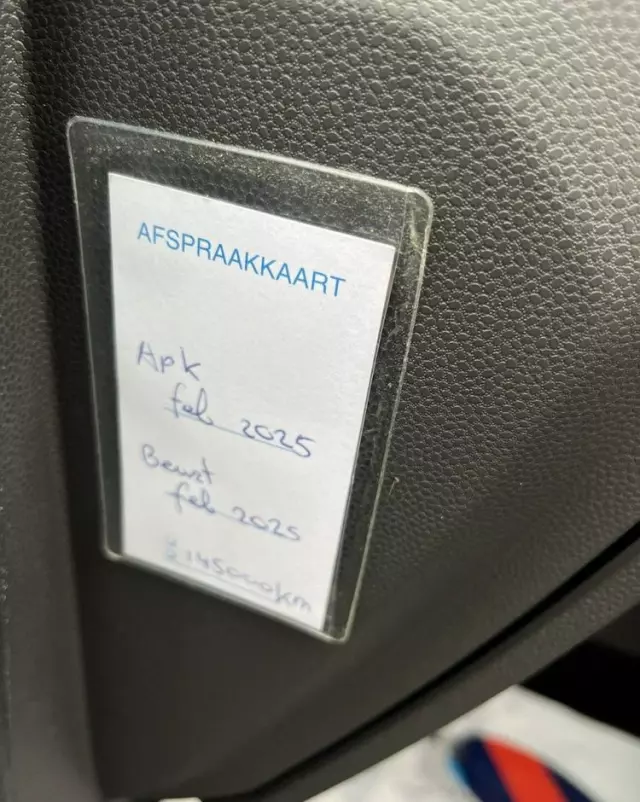 AFSPRAAKKAART
Apk
feb 2025
Beurt
feb 2025
145000km